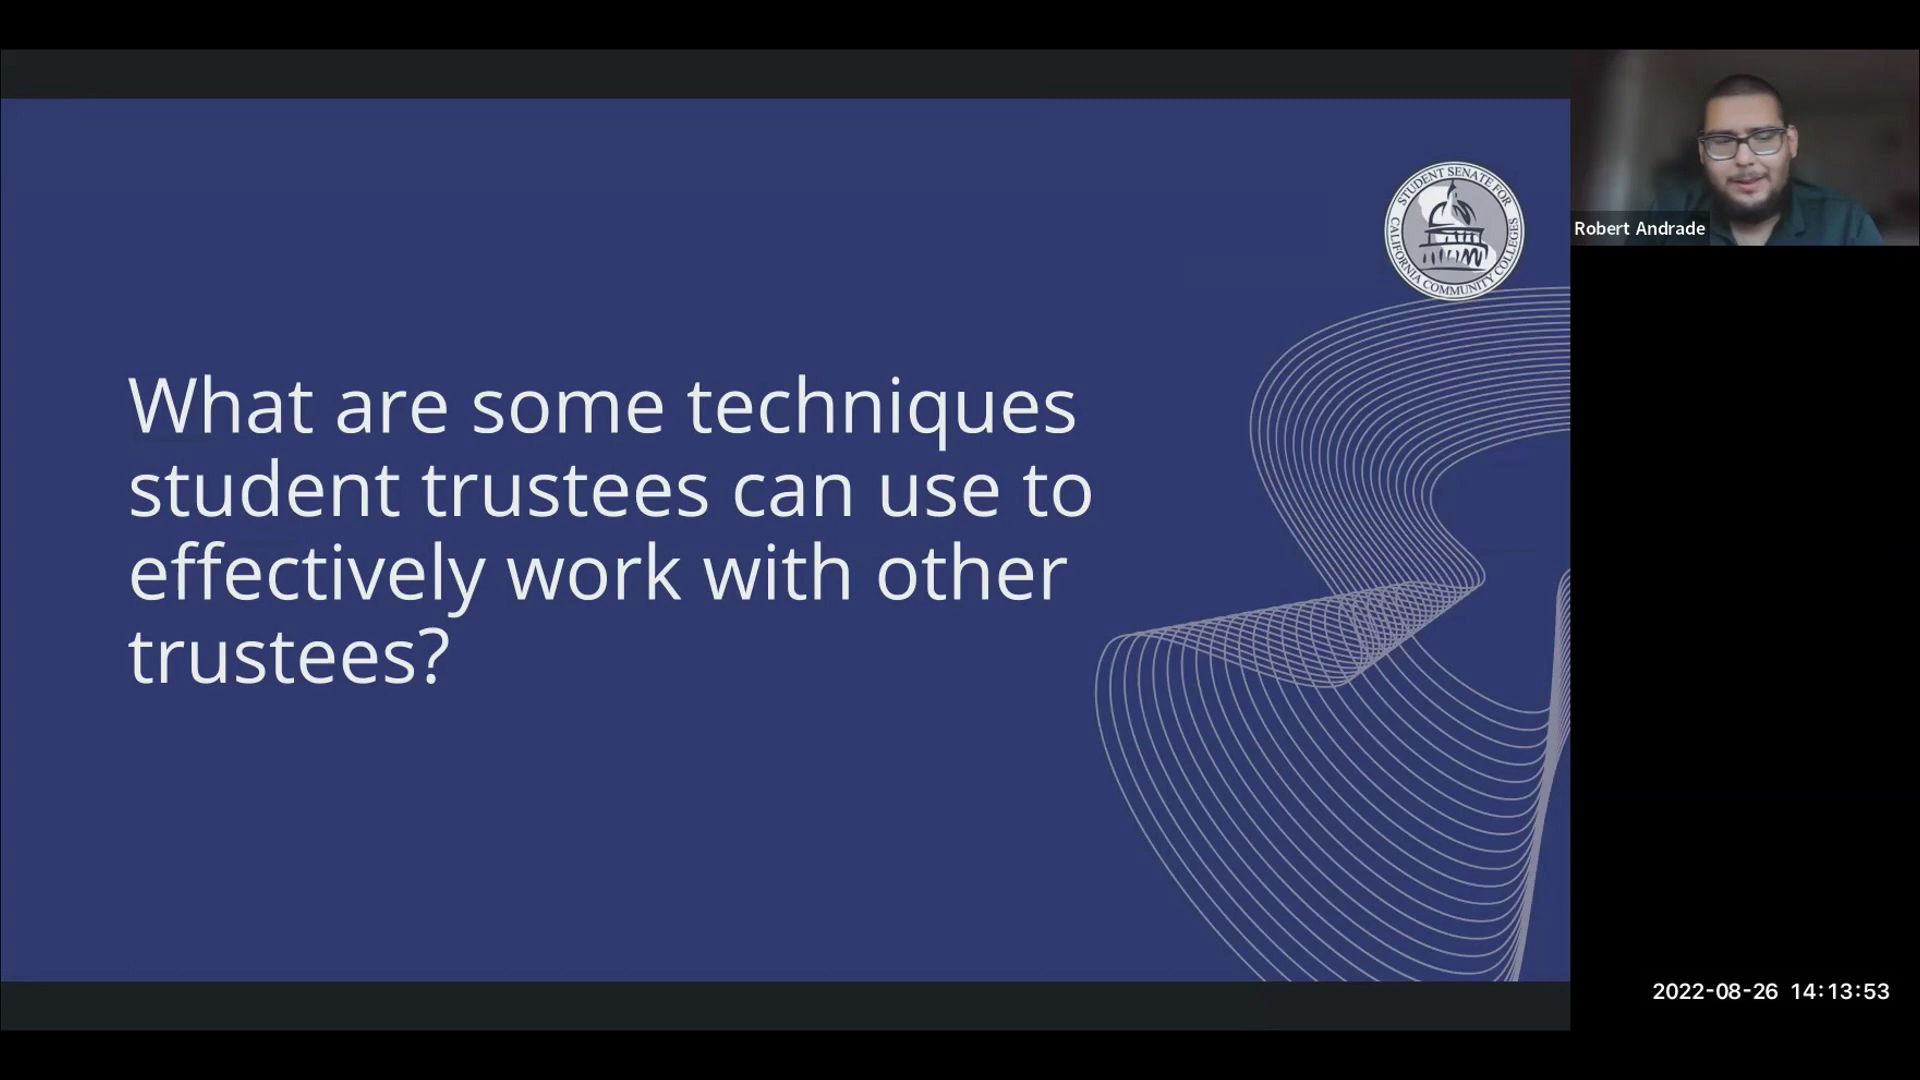 STUDENT SENATE FOR
CALIFORNIA COMMUNITY COLLEGES
What are some techniques
student trustees can use to
effectively work with other
trustees?
Robert Andrade
2022-08-26 14:13:53